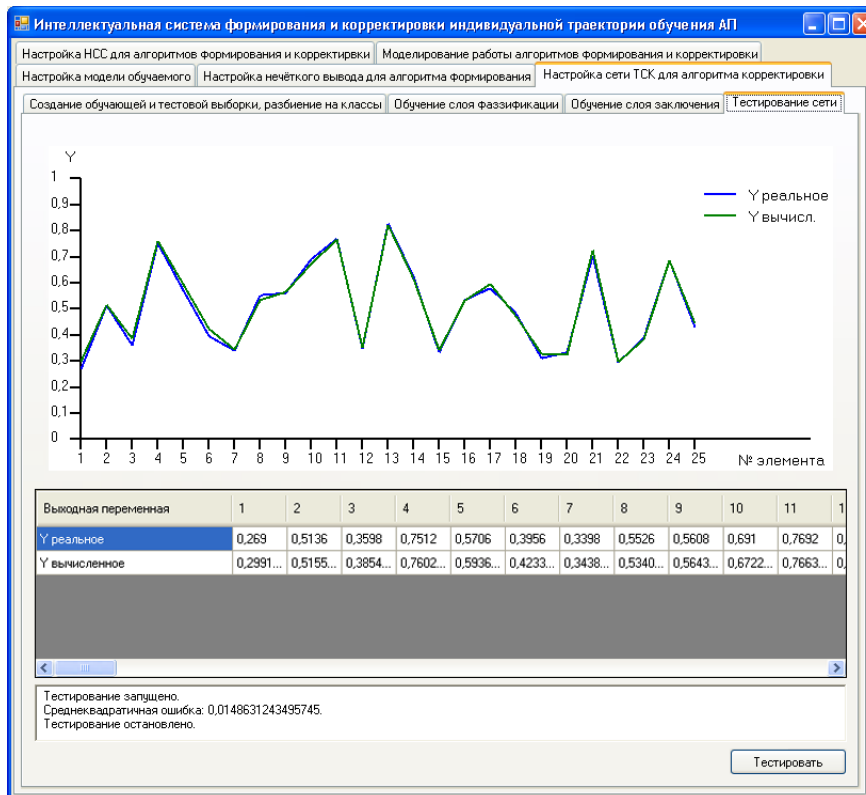 Интеллектуальная система формирования и корректировки индивидуальной траектории обучения АП
Настройка НСС для алгоритмов формирования и корректирвки Моделирование работы алгоритмов формирования и корректировки
Настройка модели обучаемого Настройка нечёткого вывода для алгоритма формирования Настройка сети ТСК для алгоритма корректировки
Создание обучающей и тестовой выборки, разбиение на классы Обучение слоя фаззификации Обучение слоя заключения Тестирование сети
Y
1
0,9
0,8
0,7
0,6
0,5
0,4
0,3
0,2
0,1
0
Y реальное
Y вычисл.
1 2 3 4 5 6 7 8 9 10 11 12 13 14 15 16 17 18 19 20 21 22 23 24 25 № элемента
Выходная переменная 1 2 3 4 5 6 7 8 9 10 11 1
Y реальное 0,269 0,5136 0,3598 0,7512 0,5706 0,3956 0,3398 0,5526 0,5608 0,691 0,7692 0,
Y вычисленное 0,2991... 0,5155... 0,3854... 0,7602... 0,5936... 0,4233... 0,3438... 0,5340... 0,5643... 0,6722... 0,7663... 0,
Тестирование запущено.
Среднеквадратичная ошибка: 0,0148631243495745.
Тестирование остановлено.
Тестировать